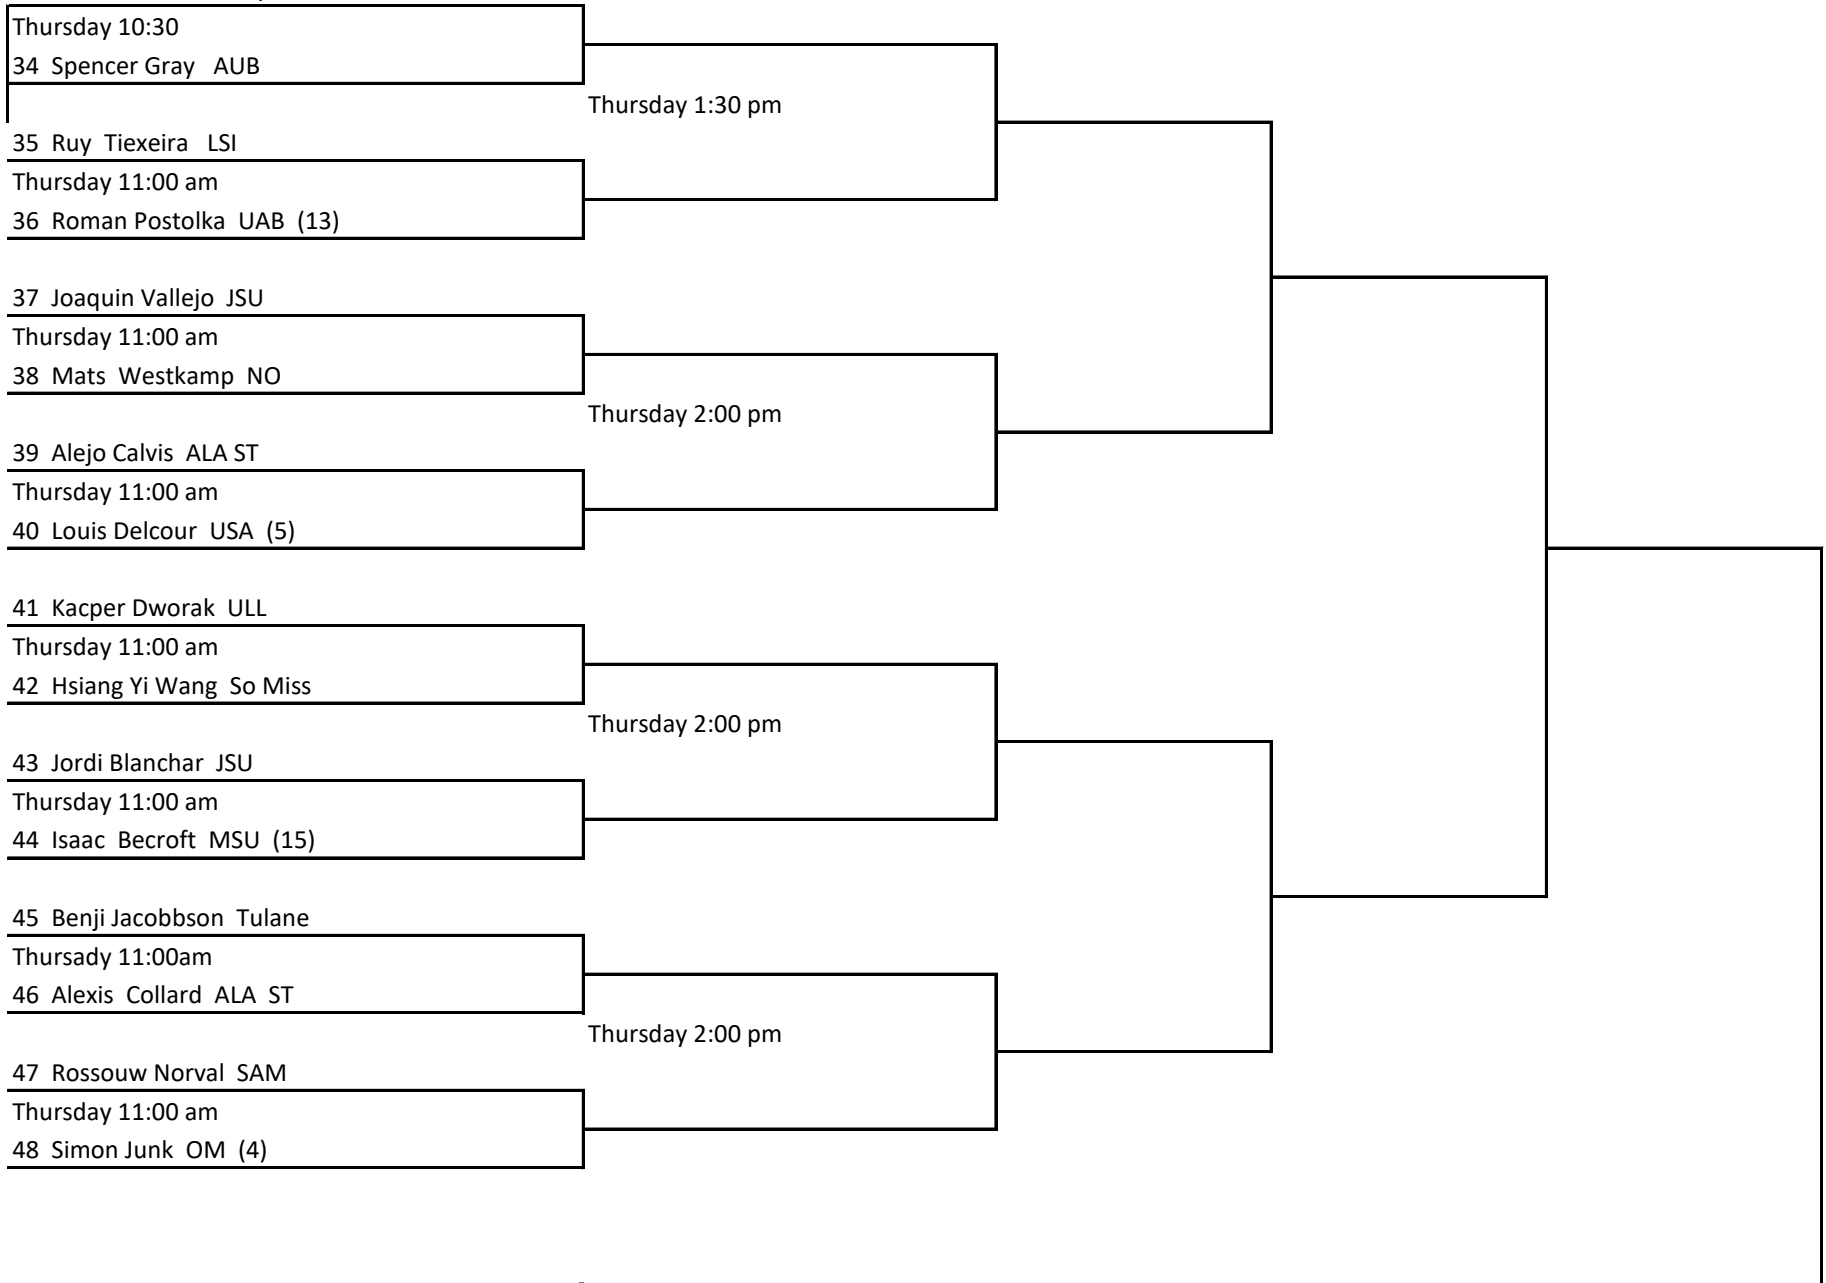 Thursday 10:30
34 Spencer Gray AUB
Thursday 1:30 pm
35 Ruy Tiexeira LSI
Thursday 11:00 am
36 Roman Postolka UAB (13)
37 Joaquin Vallejo JSU
Thursday 11:00 am
38 Mats Westkamp NO
Thursday 2:00 pm
39 Alejo Calvis ALA ST
Thursday 11:00 am
40 Louis Delcour USA (5)
41 Kacper Dworak ULL
Thursday 11:00 am
42 Hsiang Yi Wang So Miss
Thursday 2:00 pm
43 Jordi Blanchar JSU
Thursday 11:00 am
44 Isaac Becroft MSU (15)
45 Benji Jacobbson Tulane
Thursady 11:00am
46 Alexis Collard ALA ST
Thursday 2:00 pm
47 Rossouw Norval SAM
Thursday 11:00 am
48 Simon Junk OM (4)